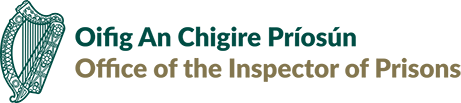 Oifig An Chigire Príosún
Office of the Inspector of Prisons